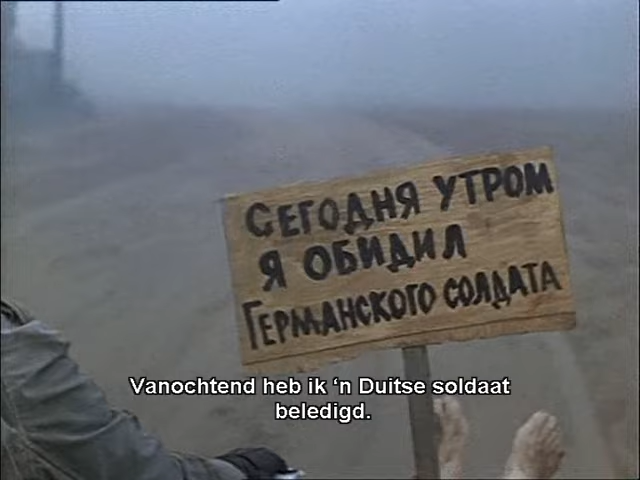 СЕГОДНЯ УТРОМ
Я ОБИДИЛ
ГЕРМАНСКОГО СОЛДАТА
Vanochtend heb ik ‘n Duitse soldaat
beledigd.